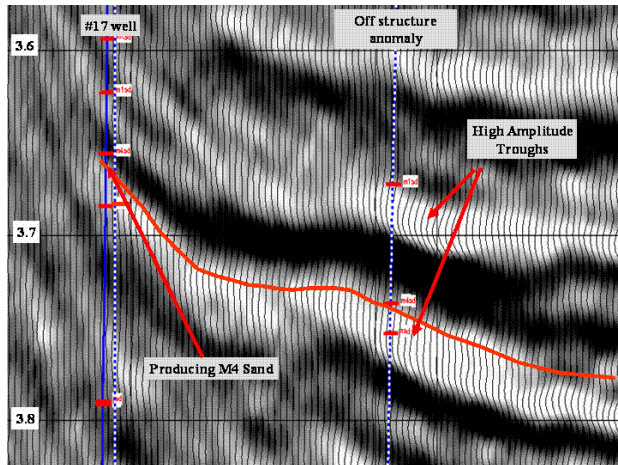 #17 well
Off structure
anomaly
3.6
High Amplitude
Troughs
3.7
Producing M4 Sand
3.8